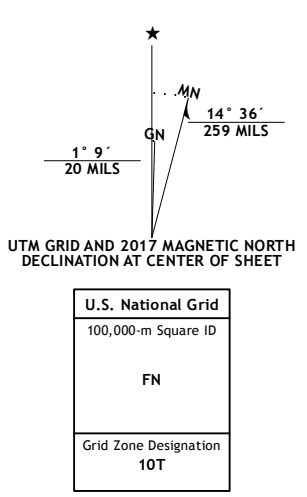 MN
GN
14° 36´
259 MILS
1° 9´
20 MILS
UTM GRID AND 2017 MAGNETIC NORTH
DECLINATION AT CENTER OF SHEET
U.S. National Grid
100,000-m Square ID
FN
Grid Zone Designation
10T